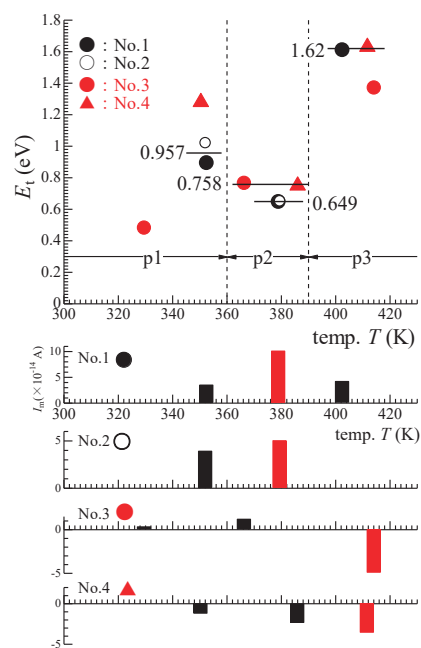 1.8
1.6
1.4
1.2
1
0.8
0.6
0.4
0.2
0
E_t (eV)
: No.1
: No.2
: No.3
: No.4
1.62
0.957
0.758
0.649
p1
p2
p3
300 320 340 360 380 400 420
temp. T (K)
I_m(×10^-14 A)
10
5
0
No.1
300 320 340 360 380 400 420
temp. T (K)
5
0
No.2
No.3
0
-5
No.4
0
-5